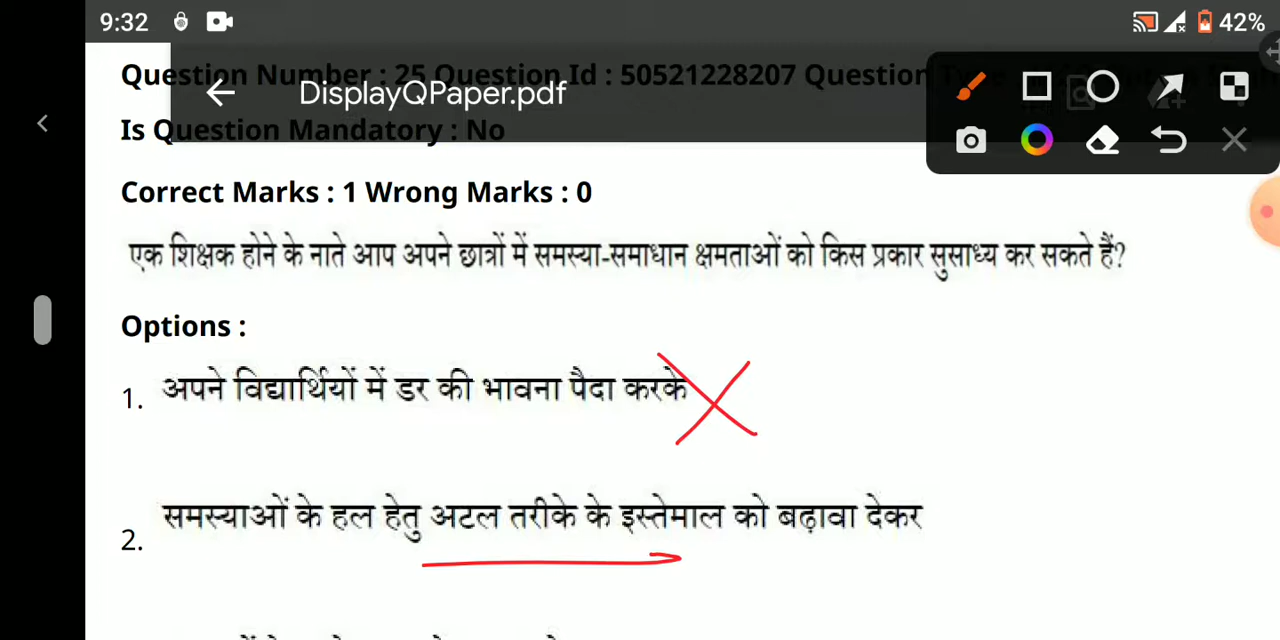 9:32
42%
Question Number : 25 Question Id : 50521228207 Question
DisplayQPaper.pdf
Is Question Mandatory : No
Correct Marks : 1 Wrong Marks : 0
एक शिक्षक होने के नाते आप अपने छात्रों में समस्या-समाधान क्षमताओं को किस प्रकार सुसाध्य कर सकते हैं?
Options :
1. अपने विद्यार्थियों में डर की भावना पैदा करके
2. समस्याओं के हल हेतु अटल तरीके के इस्तेमाल को बढ़ावा देकर